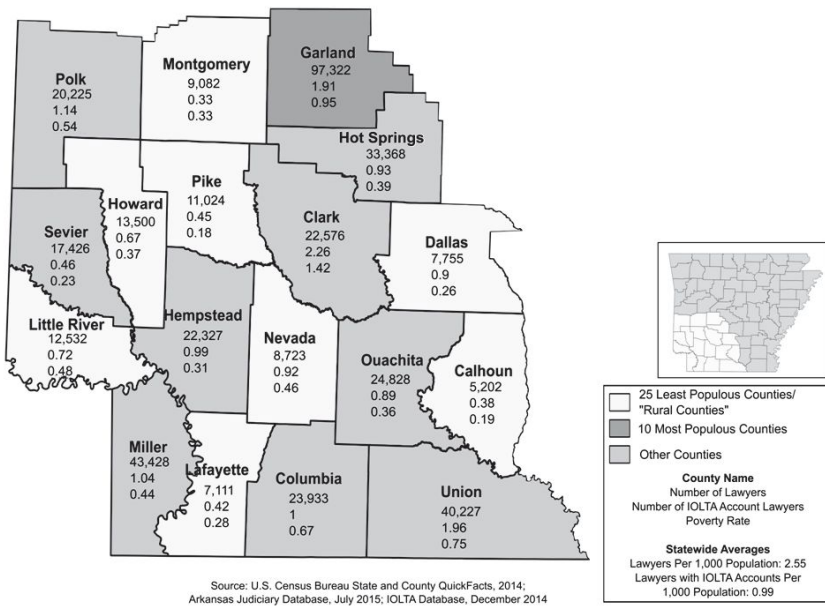 Garland
97,322
1.91
0.95
Montgomery
9,082
0.33
0.33
Polk
20,225
1.14
0.54
Hot Springs
33,368
0.93
0.39
Pike
11,024
0.45
0.18
Howard
13,500
0.67
0.37
Clark
22,576
2.26
1.42
Sevier
17,426
0.46
0.23
Dallas
7,755
0.9
0.26
Little River
12,532
0.72
0.48
Hempstead
22,327
0.99
0.31
Nevada
8,723
0.92
0.46
Ouachita
24,828
0.89
0.36
Calhoun
5,202
0.38
0.19
Miller
43,428
1.04
0.44
Lafayette
7,111
0.42
0.28
Columbia
23,933
1
0.67
Union
40,227
1.96
0.75
25 Least Populous Counties/
"Rural Counties"
10 Most Populous Counties
Other Counties
County Name
Number of Lawyers
Number of IOLTA Account Lawyers
Poverty Rate
Statewide Averages
Lawyers Per 1,000 Population: 2.55
Lawyers with IOLTA Accounts Per
1,000 Population: 0.99
Source: U.S. Census Bureau State and County QuickFacts, 2014;
Arkansas Judiciary Database, July 2015; IOLTA Database, December 2014